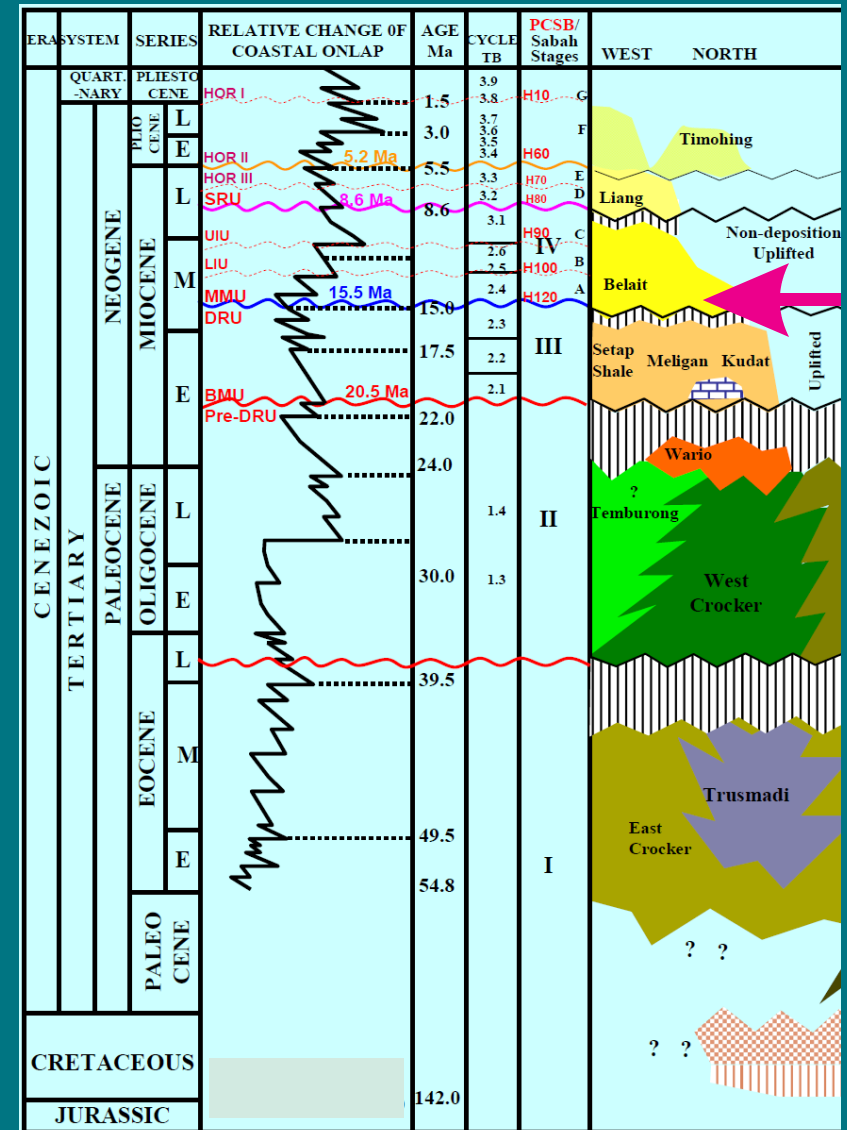 ERA SYSTEM SERIES RELATIVE CHANGE 0F COASTAL ONLAP AGE Ma CYCLE TB PCSB/ Sabah Stages WEST NORTH
CENEZOIC
TERTIARY
QUART.
-NARY
NEOGENE
PALEOCENE
PLIESTO
CENE
PLIO
CENE
L
E
MIOCENE
L
M
E
OLIGOCENE
L
E
EOCENE
L
M
E
PALEO
CENE
CRETACEOUS
JURASSIC
HOR I
HOR II
5.2 Ma
HOR III
SRU
8.6 Ma
UIU
LIU
MMU
15.5 Ma
DRU
BMU
20.5 Ma
Pre-DRU
1.5
3.0
5.5
8.6
15.0
17.5
22.0
24.0
30.0
39.5
49.5
54.8
142.0
3.9
3.8
3.7
3.6
3.5
3.4
3.3
3.2
3.1
2.6
2.5
2.4
2.3
2.2
2.1
1.4
1.3
H10
H60
H70
H80
H90
H100
H120
G
F
E
D
C
B
A
IV
III
II
I
Timohing
Liang
Non-deposition
Uplifted
Belait
Setap
Shale
Meligan
Kudat
Uplifted
Wario
?
Temburong
West
Crocker
Trusmadi
East
Crocker
? ?
? ?